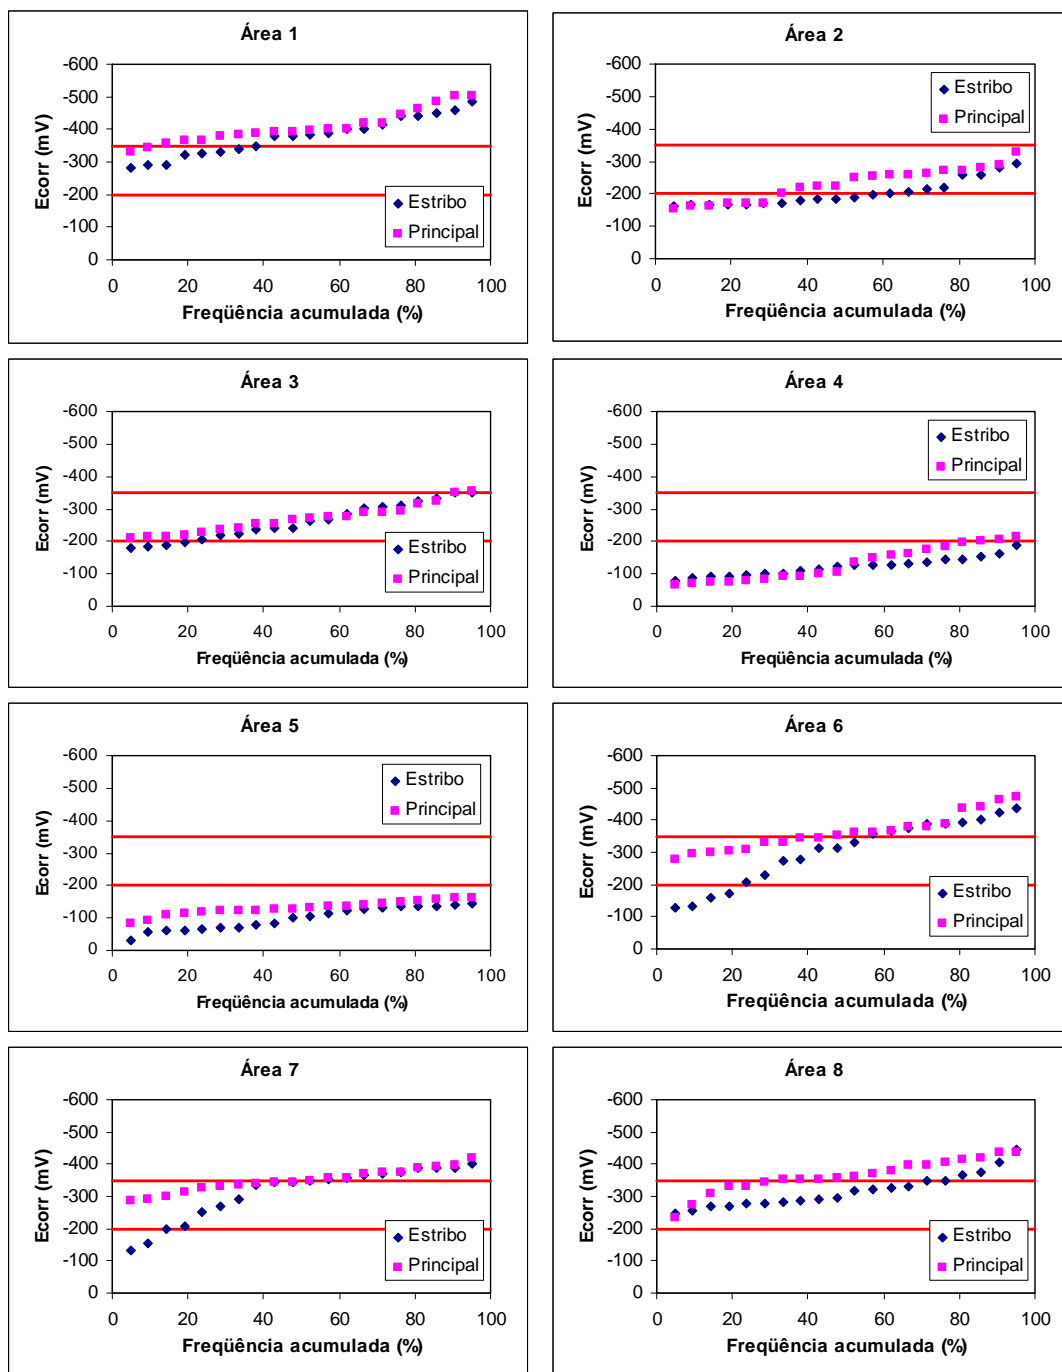 Área 1
-600
-500
-400
-300
-200
-100
0
Ecorr (mV)
Estribo
Principal
0 20 40 60 80 100
Freqüência acumulada (%)
Área 2
-600
-500
-400
-300
-200
-100
0
Ecorr (mV)
Estribo
Principal
0 20 40 60 80 100
Freqüência acumulada (%)
Área 3
-600
-500
-400
-300
-200
-100
0
Ecorr (mV)
Estribo
Principal
0 20 40 60 80 100
Freqüência acumulada (%)
Área 4
-600
-500
-400
-300
-200
-100
0
Ecorr (mV)
Estribo
Principal
0 20 40 60 80 100
Freqüência acumulada (%)
Área 5
-600
-500
-400
-300
-200
-100
0
Ecorr (mV)
Estribo
Principal
0 20 40 60 80 100
Freqüência acumulada (%)
Área 6
-600
-500
-400
-300
-200
-100
0
Ecorr (mV)
Estribo
Principal
0 20 40 60 80 100
Freqüência acumulada (%)
Área 7
-600
-500
-400
-300
-200
-100
0
Ecorr (mV)
Estribo
Principal
0 20 40 60 80 100
Freqüência acumulada (%)
Área 8
-600
-500
-400
-300
-200
-100
0
Ecorr (mV)
Estribo
Principal
0 20 40 60 80 100
Freqüência acumulada (%)